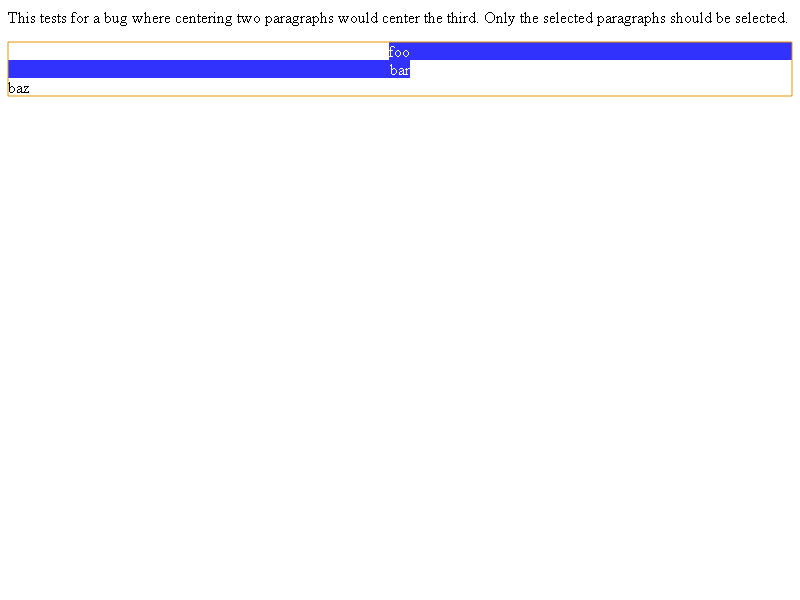 This tests for a bug where centering two paragraphs would center the third. Only the selected paragraphs should be selected.
foo
bar
baz